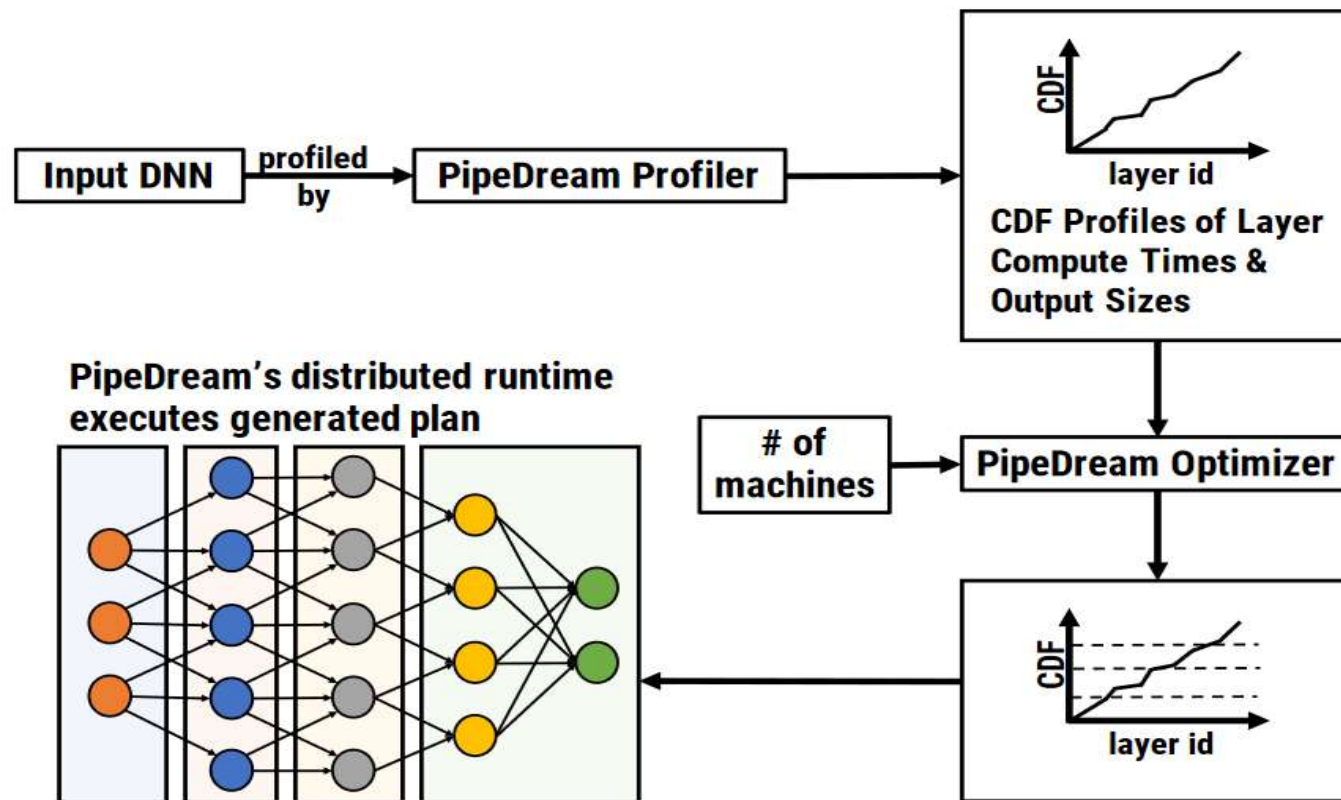 Input DNN
profiled
by
PipeDream Profiler
CDF
layer id
CDF Profiles of Layer
Compute Times &
Output Sizes
PipeDream's distributed runtime
executes generated plan
# of
machines
PipeDream Optimizer
CDF
layer id